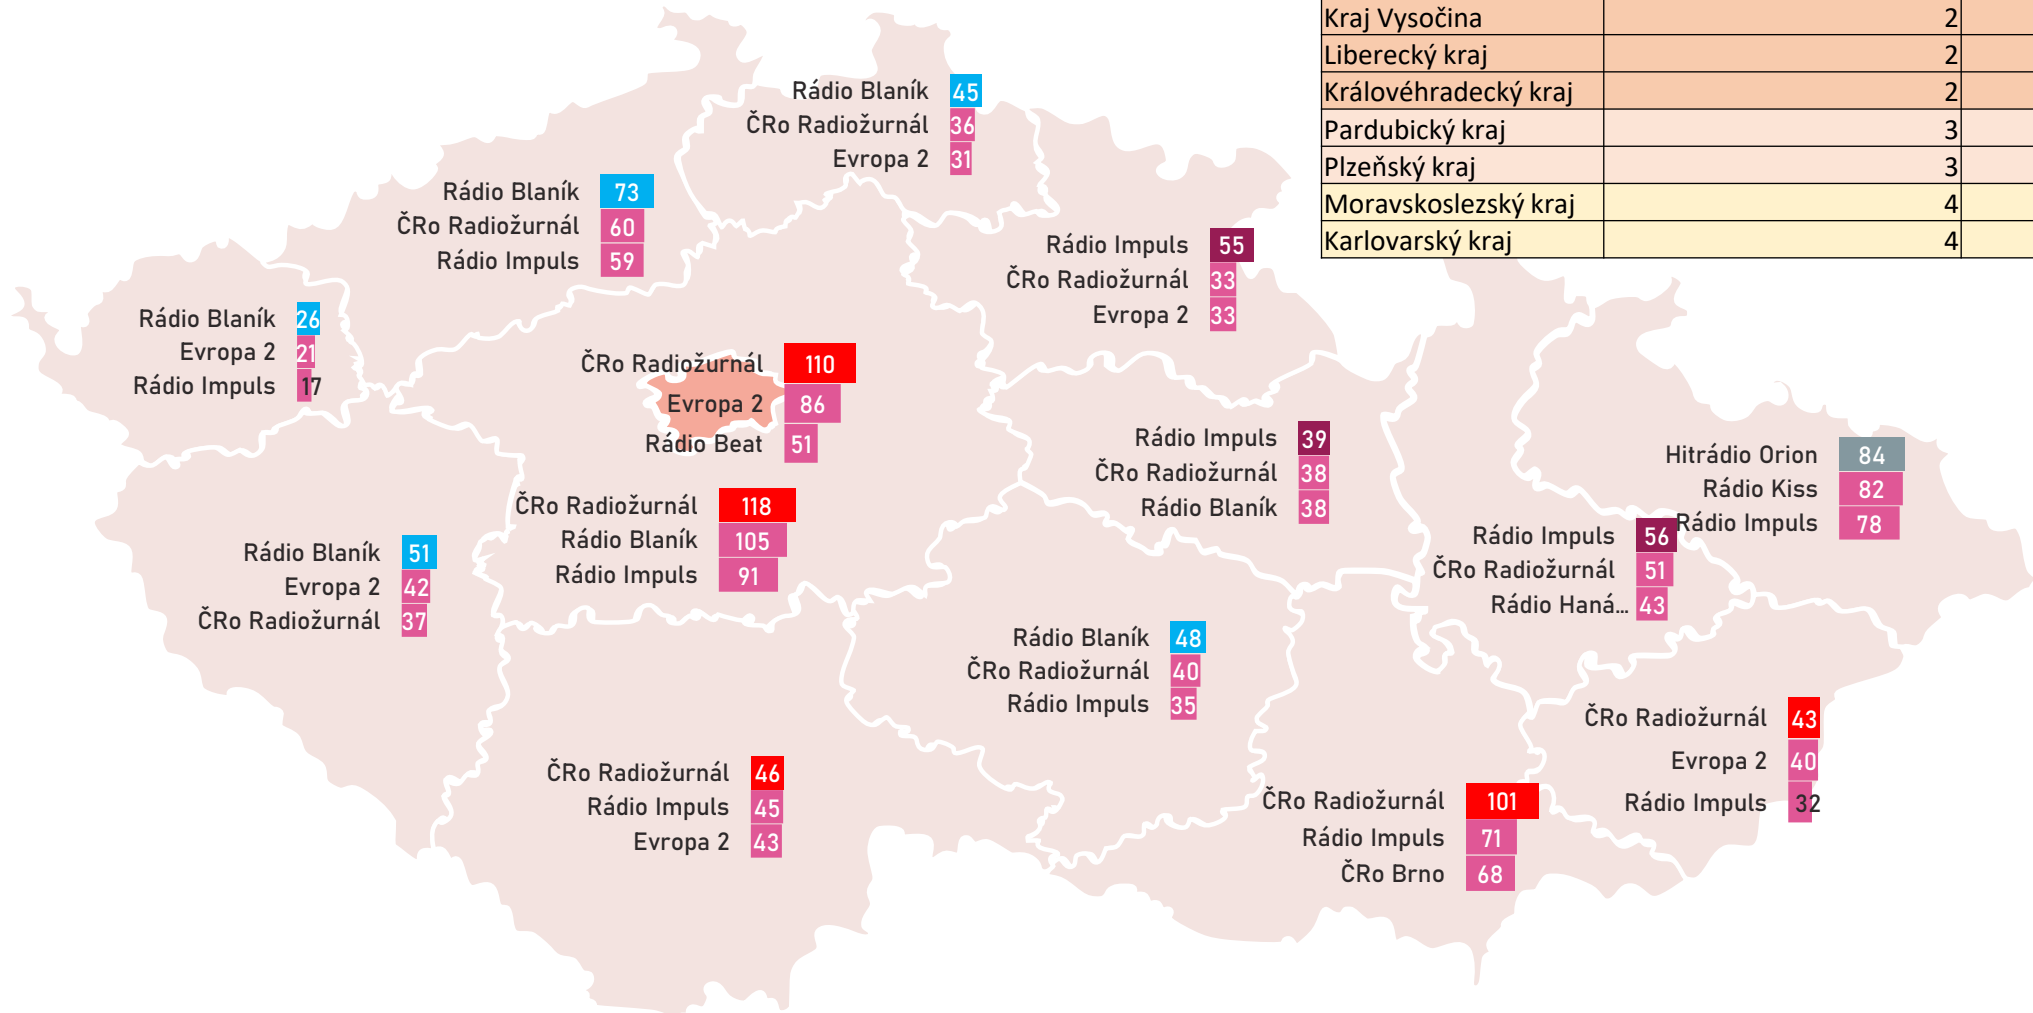 Kraj Vysočina 2
Liberecký kraj 2
Královéhradecký kraj 2
Pardubický kraj 3
Plzeňský kraj 3
Moravskoslezský kraj 4
Karlovarský kraj 4
Rádio Blaník 45
ČRo Radiožurnál 36
Evropa 2 31
Rádio Blaník 73
ČRo Radiožurnál 60
Rádio Impuls 59
Rádio Impuls 55
ČRo Radiožurnál 33
Evropa 2 33
Rádio Blaník 26
Evropa 2 21
Rádio Impuls 17
ČRo Radiožurnál 110
Evropa 2 86
Rádio Beat 51
Rádio Impuls 39
ČRo Radiožurnál 38
Rádio Blaník 38
Hitrádio Orion 84
Rádio Kiss 82
Rádio Impuls 78
ČRo Radiožurnál 118
Rádio Blaník 105
Rádio Impuls 91
Rádio Impuls 56
ČRo Radiožurnál 51
Rádio Haná... 43
Rádio Blaník 51
Evropa 2 42
ČRo Radiožurnál 37
Rádio Blaník 48
ČRo Radiožurnál 40
Rádio Impuls 35
ČRo Radiožurnál 43
Evropa 2 40
Rádio Impuls 32
ČRo Radiožurnál 46
Rádio Impuls 45
Evropa 2 43
ČRo Radiožurnál 101
Rádio Impuls 71
ČRo Brno 68